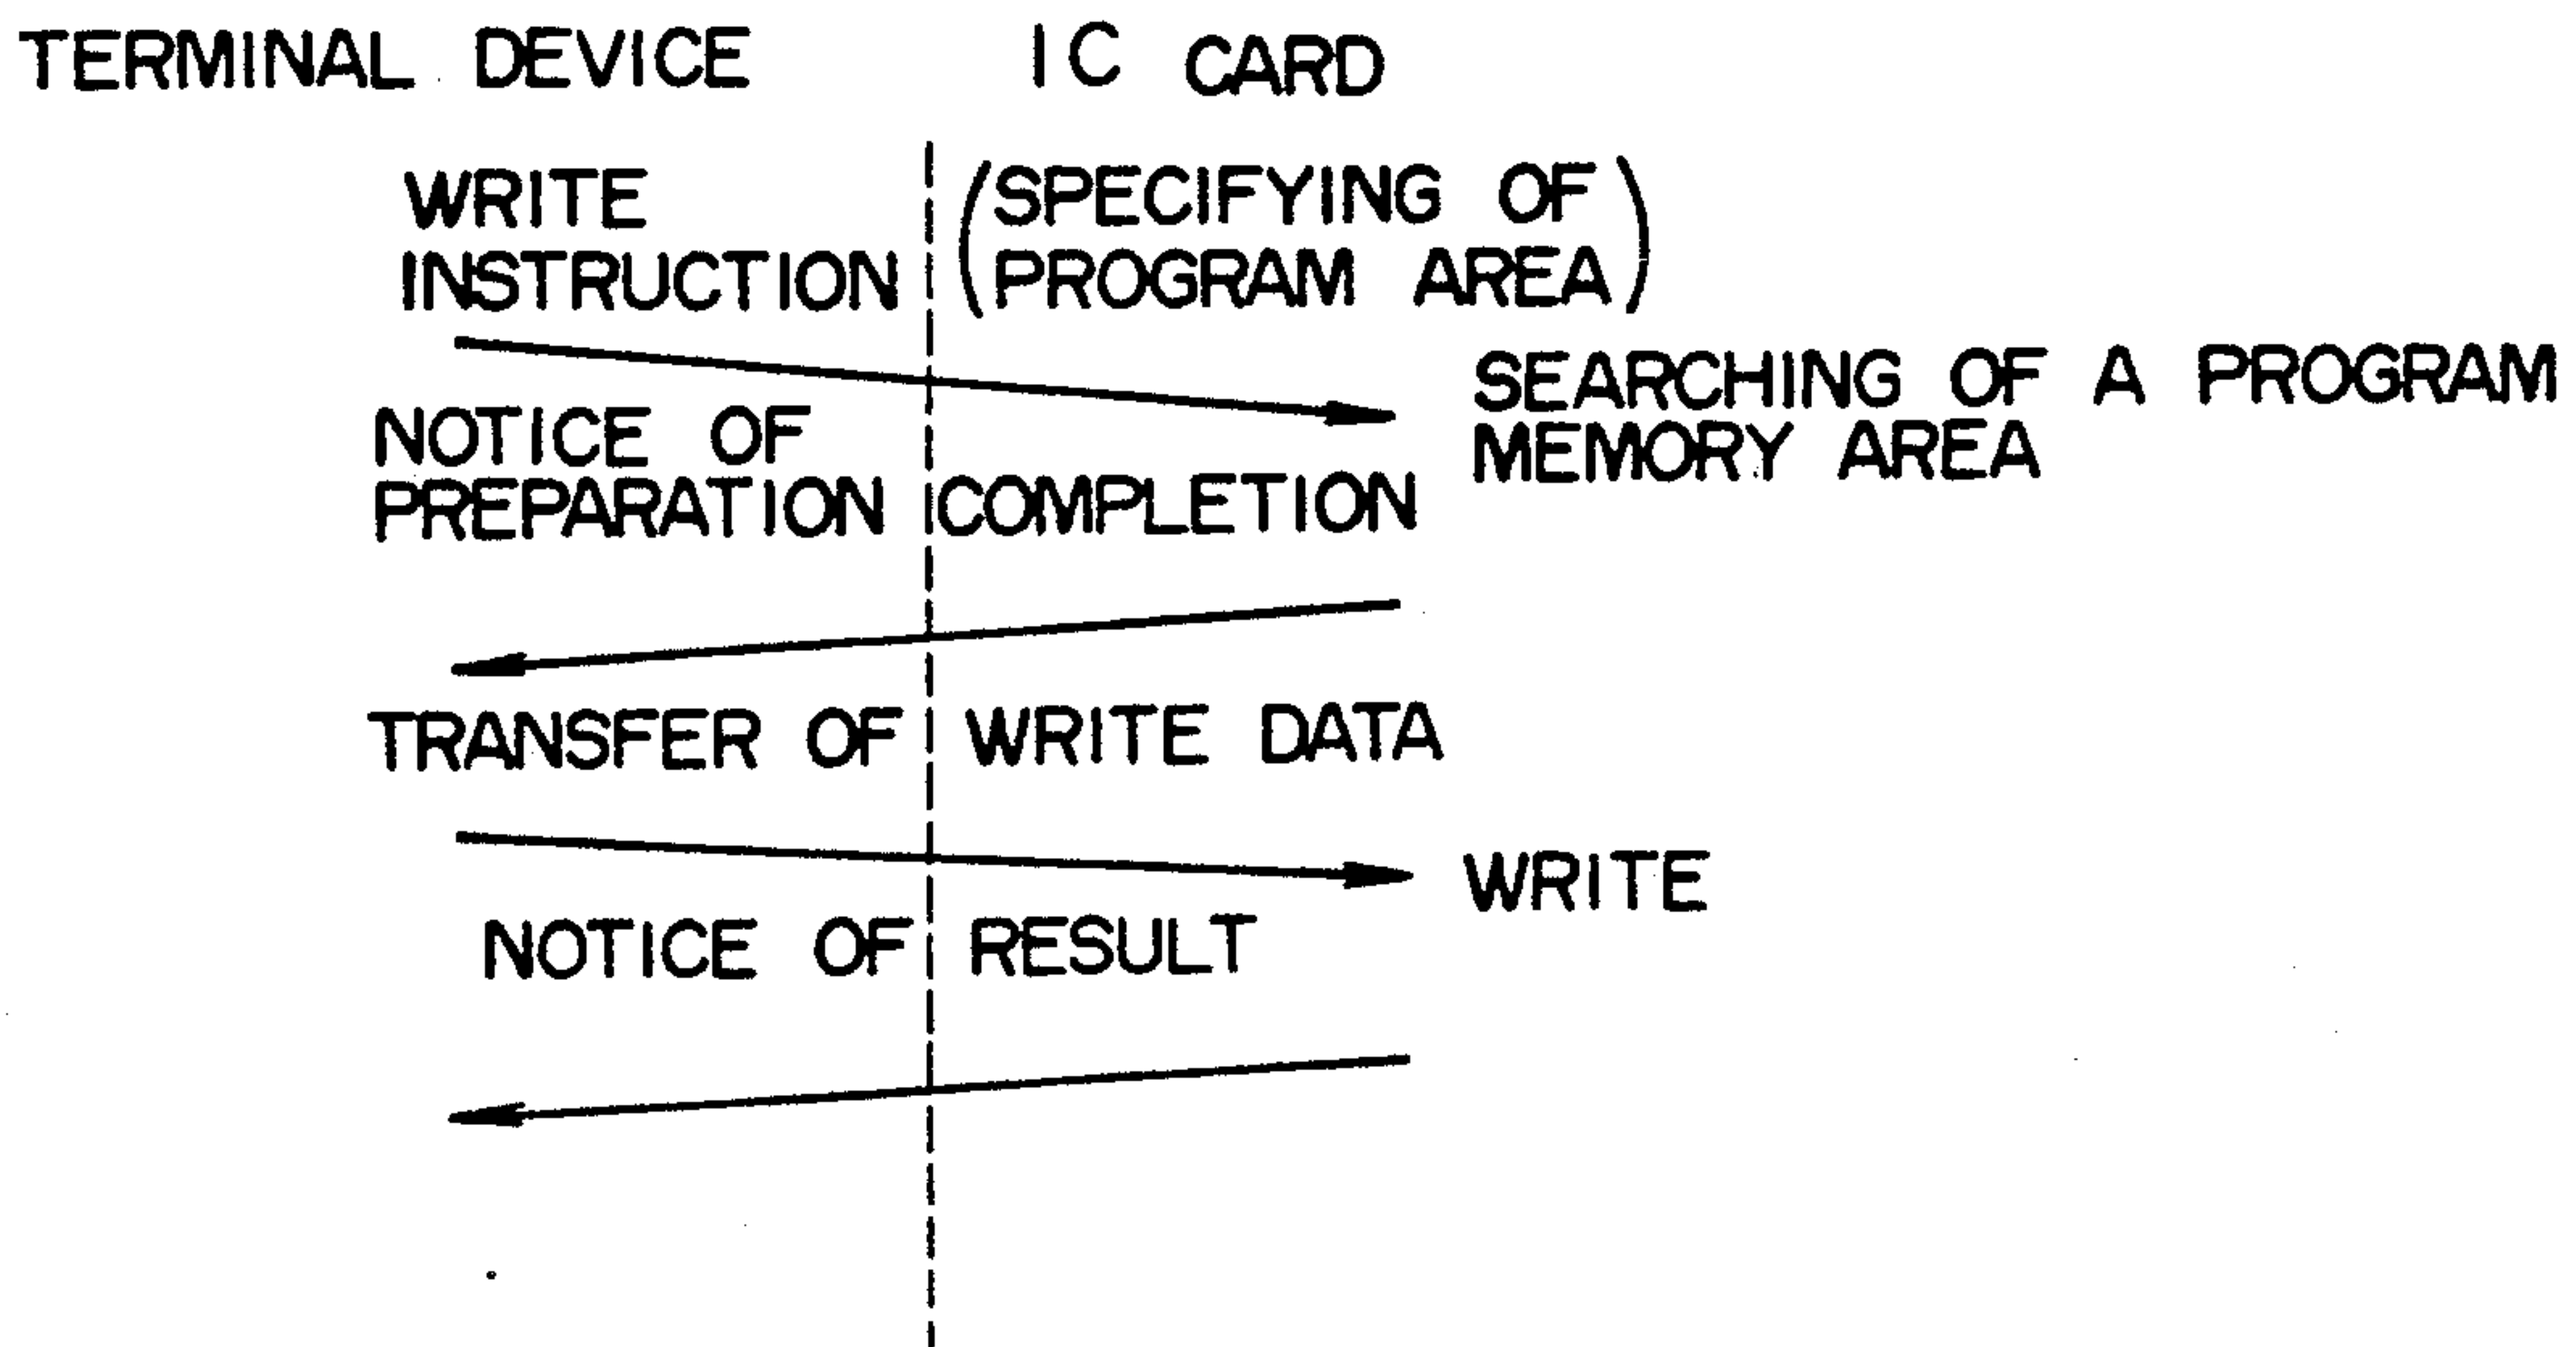 TERMINAL DEVICE IC CARD
WRITE
INSTRUCTION
(SPECIFYING OF
PROGRAM AREA)
SEARCHING OF A PROGRAM
MEMORY AREA
NOTICE OF
PREPARATION COMPLETION
TRANSFER OF WRITE DATA
WRITE
NOTICE OF RESULT